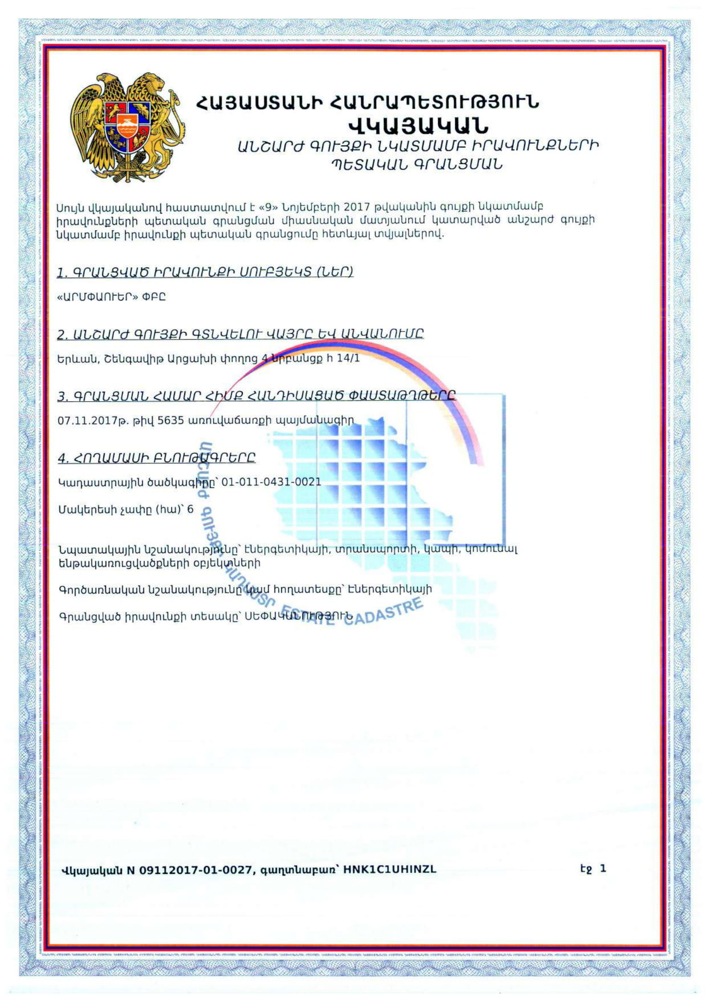 ՀԱՅԱՍՏԱՆԻ ՀԱՆՐԱՊԵՏՈՒԹՅՈՒՆ
ՎԿԱՅԱԿԱՆ
ԱՆՇԱՐԺ ԳՈՒՅՔԻ ՆԿԱՏՄԱՄԲ ԻՐԱՎՈՒՆՔՆԵՐԻ
ՊԵՏԱԿԱՆ ԳՐԱՆՑՄԱՆ
Սույն վկայականով հաստատվում է «9» Նոյեմբերի 2017 թվականին գույքի նկատմամբ
իրավունքների պետական գրանցման միասնական մատյանում կատարված անշարժ գույքի
նկատմամբ իրավունքի պետական գրանցումը հետևյալ տվյալներով.
1. ԳՐԱՆՑՎԱԾ ԻՐԱՎՈՒՆՔԻ ՍՈՒԲՅԵԿՏ (ՆԵՐ)
«ԱՐՄՓԱՈՒԵՐ» ՓԲԸ
2. ԱՆՇԱՐԺ ԳՈՒՅՔԻ ԳՏՆՎԵԼՈՒ ՎԱՅՐԸ ԵՎ ԱՆՎԱՆՈՒՄԸ
Երևան, Շենգավիթ Արցախի փողոց 4 նրբանցք հ 14/1
3. ԳՐԱՆՑՄԱՆ ՀԱՄԱՐ ՀԻՄՔ ՀԱՆԴԻՍԱՑԱԾ ՓԱՍՏԱԹՂԹԵՐԸ
07.11.2017թ. թիվ 5635 առուվաճառքի պայմանագիր
4. ՀՈՂԱՄԱՍԻ ԲՆՈՒԹԱԳՐԵՐԸ
Կադաստրային ծածկագիրը՝ 01-011-0431-0021
Մակերեսի չափը (հա)՝ 6
Նպատակային նշանակությունը՝ էներգետիկայի, տրանսպորտի, կապի, կոմունալ
ենթակառուցվածքների օբյեկտների
Գործառնական նշանակությունը կամ հողատեսքը՝ Էներգետիկայի
Գրանցված իրավունքի տեսակը՝ ՍԵՓԱԿԱՆՈՒԹՅՈՒՆ
ԱՆՇԱՐԺ ԳՈՒՅՔԻ ԿԱԴԱՍՏՐ ESTATE CADASTRE
Վկայական N 09112017-01-0027, գաղտնաբառ՝ HNK1C1UHINZL
էջ 1